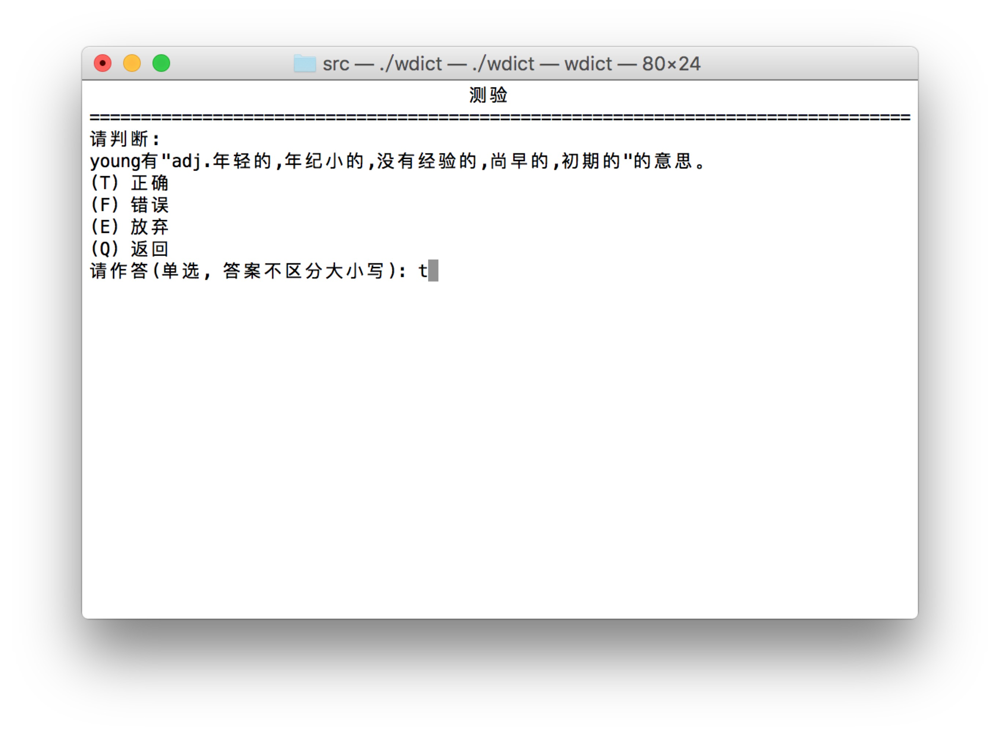 src — ./wdict — ./wdict — wdict — 80×24
测验
================================================================================
请判断:
young有"adj.年轻的,年纪小的,没有经验的,尚早的,初期的"的意思。
(T) 正确
(F) 错误
(E) 放弃
(Q) 返回
请作答(单选, 答案不区分大小写): t